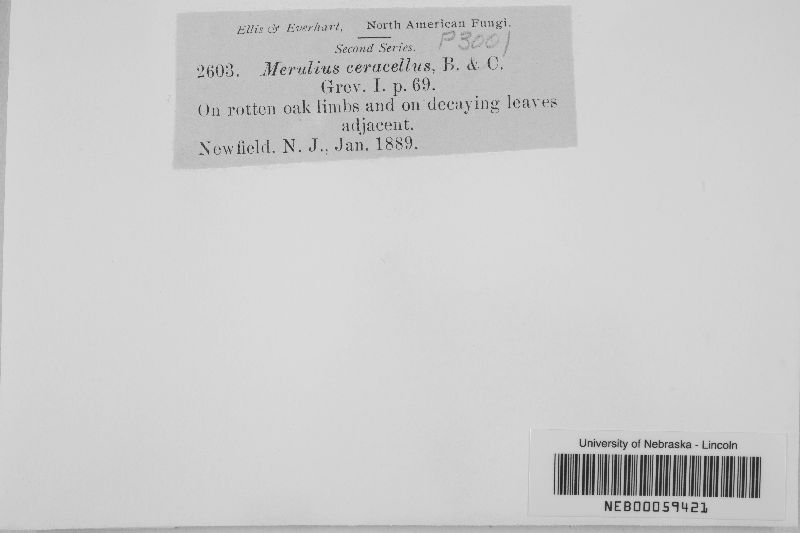 Ellis & Everhart, North American Fungi.
Second Series. P3001
2603. Merulius ceracellus, B. & C.
Grev. I. p. 69.
On rotten oak limbs and on decaying leaves
adjacent.
Newfield, N. J., Jan. 1889.
University of Nebraska - Lincoln
NEB00059421